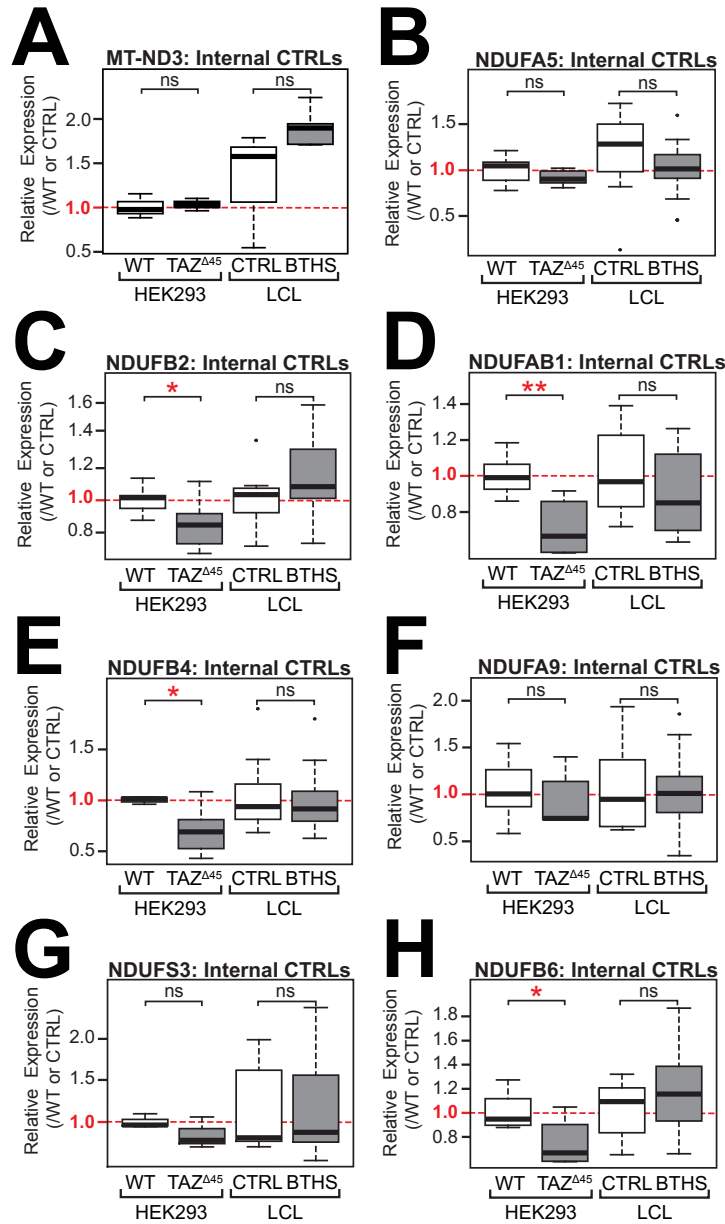 A
MT-ND3: Internal CTRLs
Relative Expression
(/WT or CTRL)
2.0
1.5
1.0
0.5
ns
ns
WT TAZΔ45 CTRL BTHS
HEK293 LCL
B
NDUFA5: Internal CTRLs
Relative Expression
(/WT or CTRL)
1.5
1.0
0.5
ns
ns
WT TAZΔ45 CTRL BTHS
HEK293 LCL
C
NDUFB2: Internal CTRLs
Relative Expression
(/WT or CTRL)
1.6
1.2
1.0
0.8
*
ns
WT TAZΔ45 CTRL BTHS
HEK293 LCL
D
NDUFAB1: Internal CTRLs
Relative Expression
(/WT or CTRL)
1.4
1.2
1.0
0.8
**
ns
WT TAZΔ45 CTRL BTHS
HEK293 LCL
E
NDUFB4: Internal CTRLs
Relative Expression
(/WT or CTRL)
1.5
1.0
0.5
*
ns
WT TAZΔ45 CTRL BTHS
HEK293 LCL
F
NDUFA9: Internal CTRLs
Relative Expression
(/WT or CTRL)
2.0
1.5
1.0
0.5
ns
ns
WT TAZΔ45 CTRL BTHS
HEK293 LCL
G
NDUFS3: Internal CTRLs
Relative Expression
(/WT or CTRL)
2.0
1.5
1.0
ns
ns
WT TAZΔ45 CTRL BTHS
HEK293 LCL
H
NDUFB6: Internal CTRLs
Relative Expression
(/WT or CTRL)
1.8
1.6
1.4
1.2
1.0
0.8
*
ns
WT TAZΔ45 CTRL BTHS
HEK293 LCL